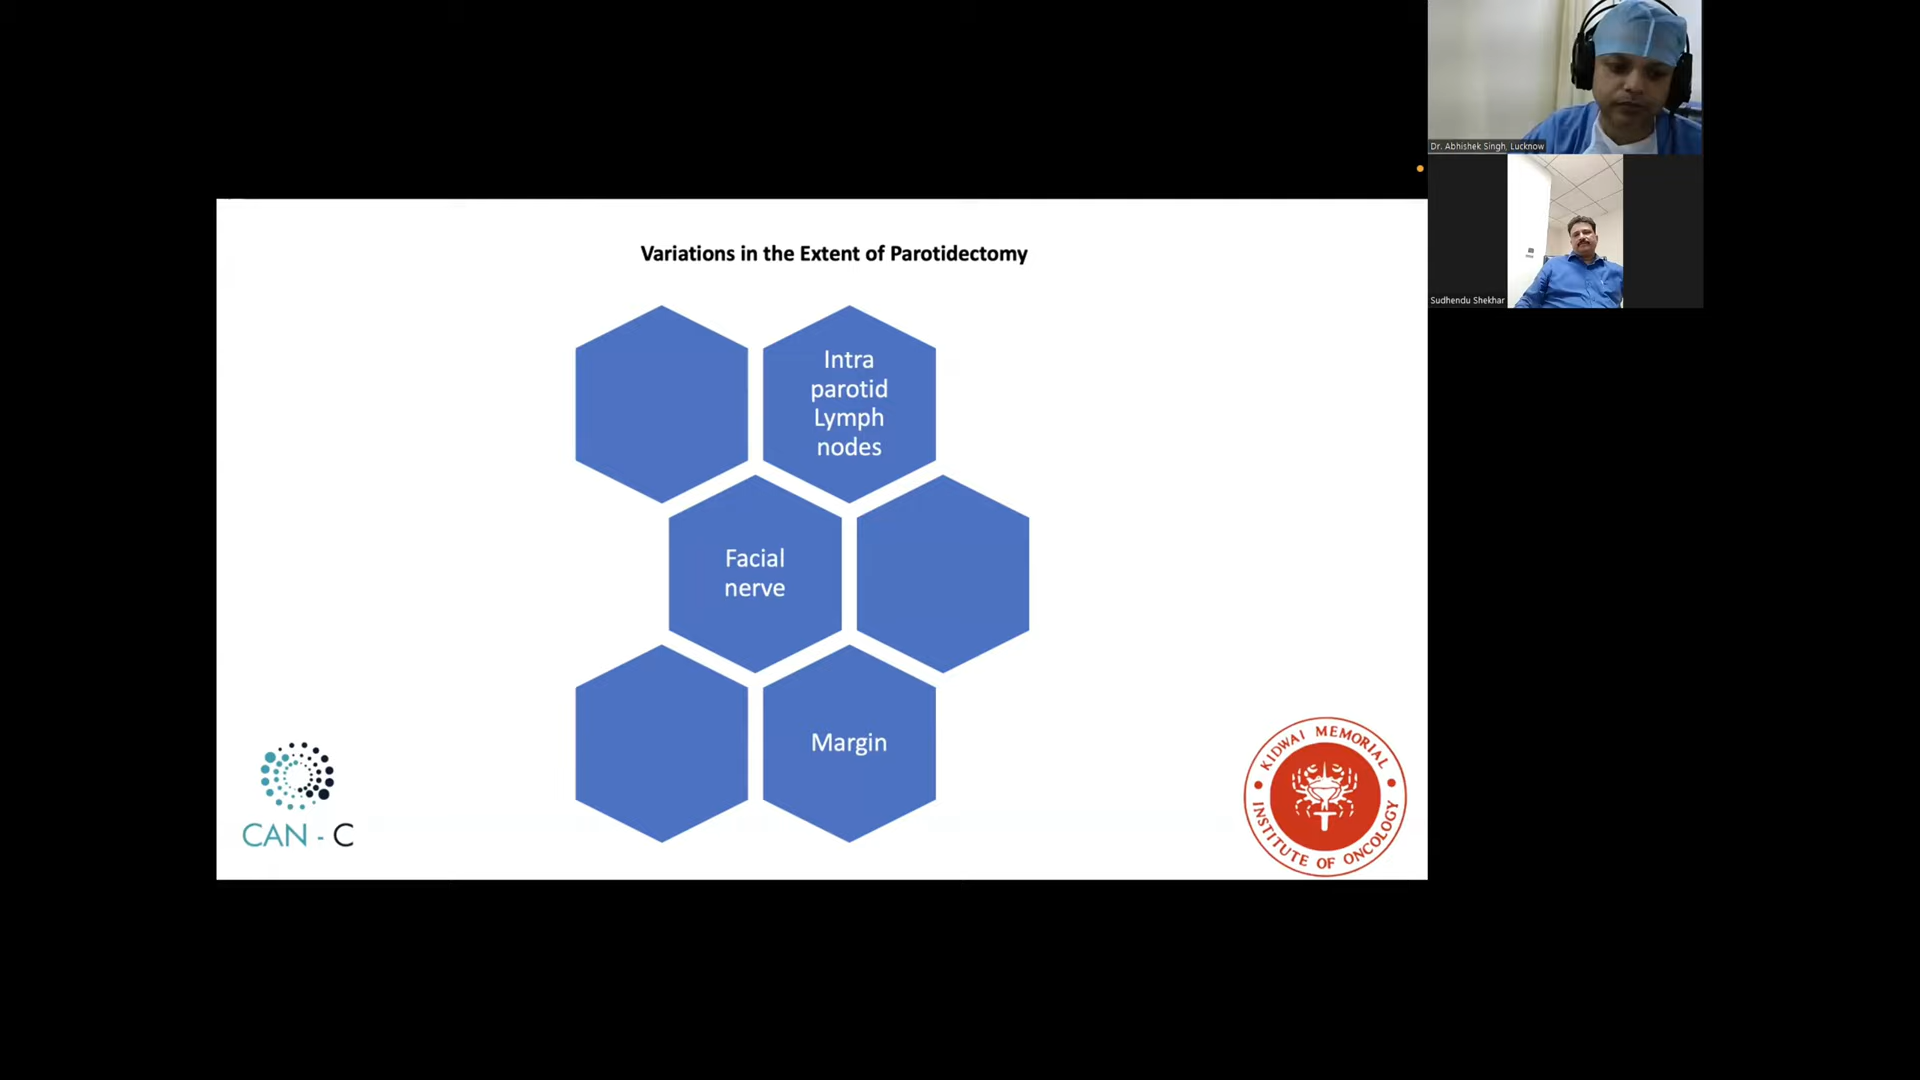 Dr. Abhishek Singh, Lucknow
Sudhendu Shekhar
Variations in the Extent of Parotidectomy
Intra
parotid
Lymph
nodes
Facial
nerve
Margin
CAN - C
KIDWAI MEMORIAL
INSTITUTE OF ONCOLOGY